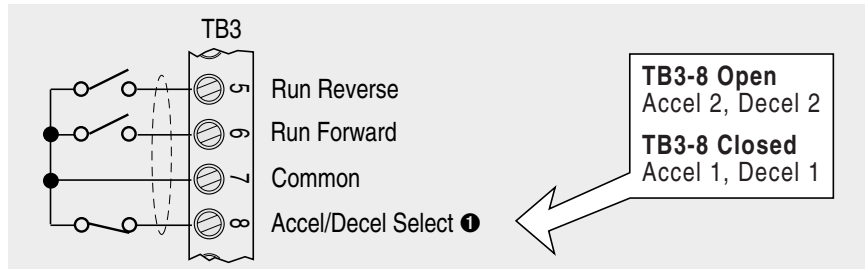 TB3
5 Run Reverse
6 Run Forward
7 Common
8 Accel/Decel Select ❶
TB3-8 Open
Accel 2, Decel 2
TB3-8 Closed
Accel 1, Decel 1